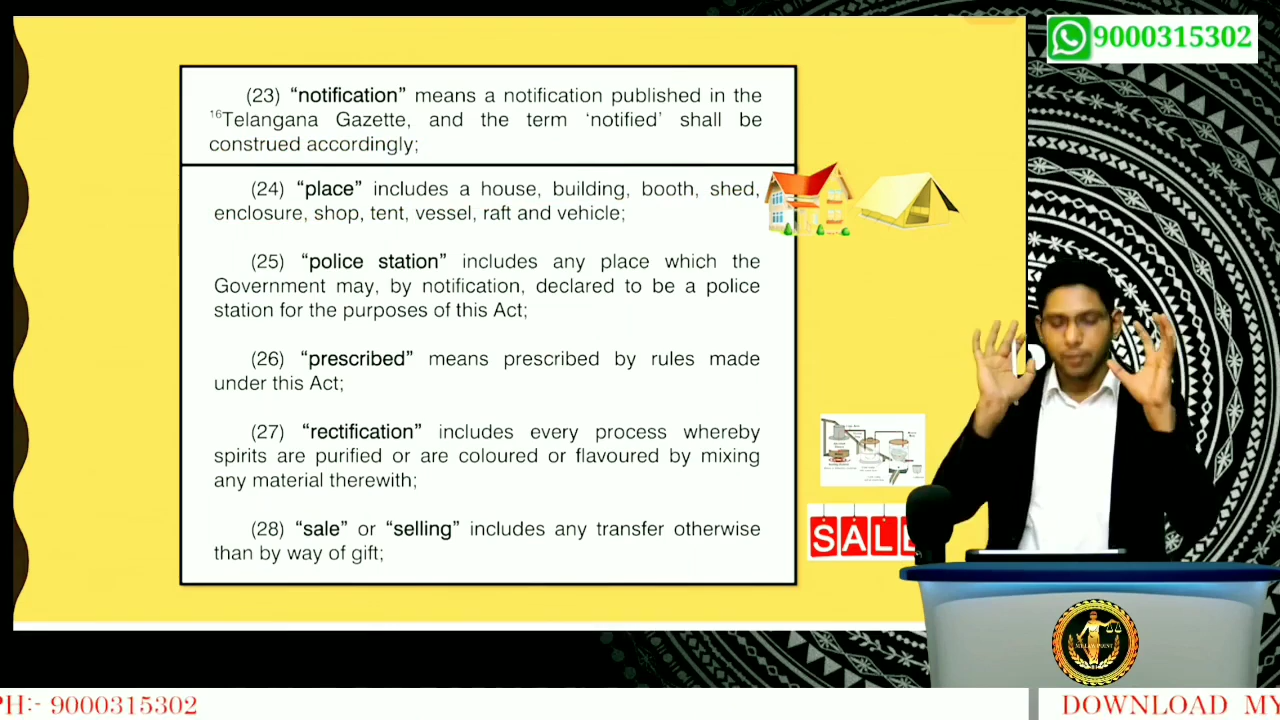 9000315302
(23) “notification” means a notification published in the
16Telangana Gazette, and the term ‘notified’ shall be
construed accordingly;
(24) “place” includes a house, building, booth, shed,
enclosure, shop, tent, vessel, raft and vehicle;
(25) “police station” includes any place which the
Government may, by notification, declared to be a police
station for the purposes of this Act;
(26) “prescribed” means prescribed by rules made
under this Act;
(27) “rectification” includes every process whereby
spirits are purified or are coloured or flavoured by mixing
any material therewith;
(28) “sale” or “selling” includes any transfer otherwise
than by way of gift;
SALE
MY LAW POINT
PH:- 9000315302
DOWNLOAD MY